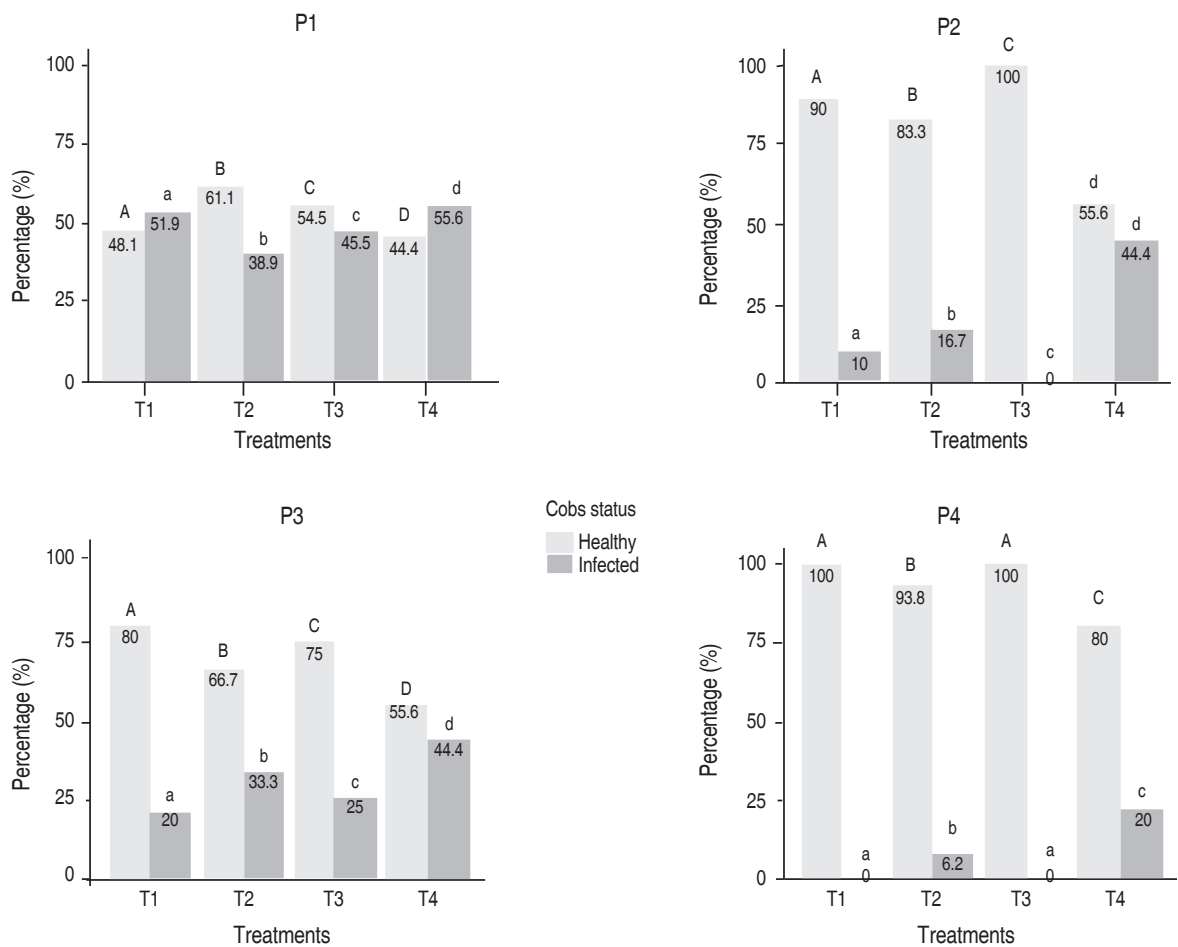 P1
100
75
50
25
0
Percentage (%)
A
a
B
b
C
c
D
d
48.1
51.9
61.1
38.9
54.5
45.5
44.4
55.6
T1 T2 T3 T4
Treatments
P2
100
75
50
25
0
Percentage (%)
A
a
B
b
C
c
d
d
90
10
83.3
16.7
100
0
55.6
44.4
T1 T2 T3 T4
Treatments
P3
100
75
50
25
0
Percentage (%)
A
a
B
b
C
c
D
d
80
20
66.7
33.3
75
25
55.6
44.4
T1 T2 T3 T4
Treatments
Cobs status
Healthy
Infected
P4
100
75
50
25
0
Percentage (%)
A
a
B
b
A
a
C
c
100
0
93.8
6.2
100
0
80
20
T1 T2 T3 T4
Treatments